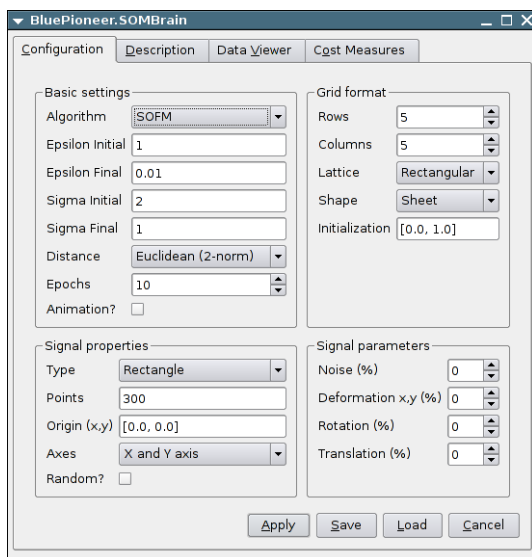 BluePioneer.SOMBrain
Configuration Description Data Viewer Cost Measures
Basic settings
Algorithm SOFM
Epsilon Initial 1
Epsilon Final 0.01
Sigma Initial 2
Sigma Final 1
Distance Euclidean (2-norm)
Epochs 10
Animation?
Grid format
Rows 5
Columns 5
Lattice Rectangular
Shape Sheet
Initialization [0.0, 1.0]
Signal properties
Type Rectangle
Points 300
Origin (x,y) [0.0, 0.0]
Axes X and Y axis
Random?
Signal parameters
Noise (%) 0
Deformation x,y (%) 0
Rotation (%) 0
Translation (%) 0
Apply Save Load Cancel